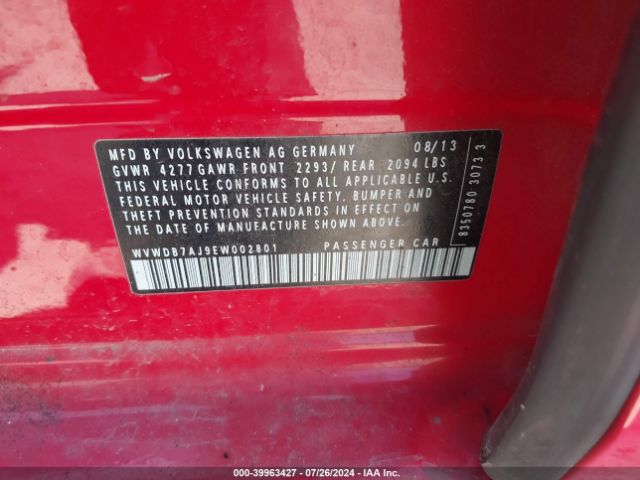 MFD BY VOLKSWAGEN AG GERMANY 08/13
GVWR 4277 GAWR FRONT 2293/ REAR 2094 LBS
THIS VEHICLE CONFORMS TO ALL APPLICABLE U.S.
FEDERAL MOTOR VEHICLE SAFETY, BUMPER AND
THEFT PREVENTION STANDARDS IN EFFECT ON
THE DATE OF MANUFACTURE SHOWN ABOVE.
WVWDB7AJ9EW002801 PASSENGER CAR
8350780 3073 3
000-39963427 - 07/26/2024 - IAA Inc.